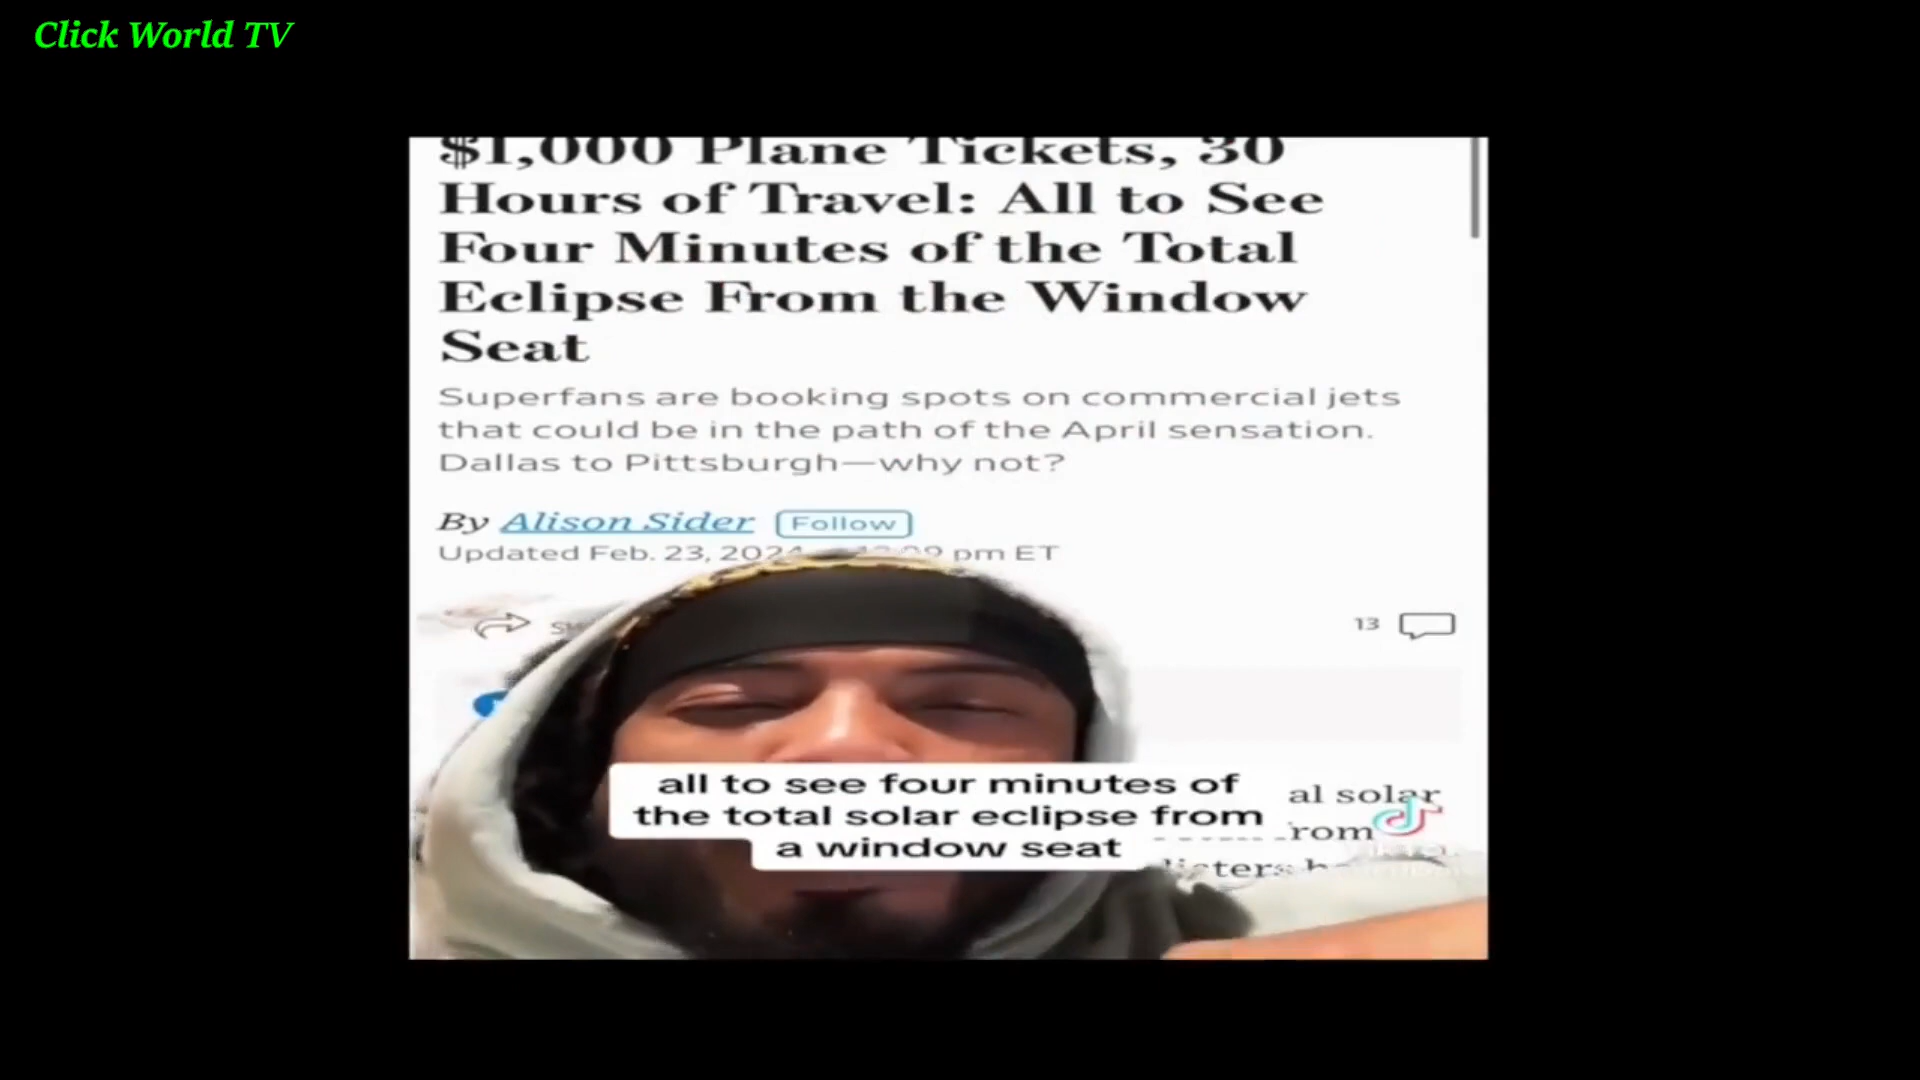 Click World TV
$1,000 Plane Tickets, 30
Hours of Travel: All to See
Four Minutes of the Total
Eclipse From the Window
Seat
Superfans are booking spots on commercial jets
that could be in the path of the April sensation.
Dallas to Pittsburgh—why not?
By Alison Sider Follow
Updated Feb. 23, 2024 pm ET
13
all to see four minutes of
the total solar eclipse from
a window seat
al solar
rom